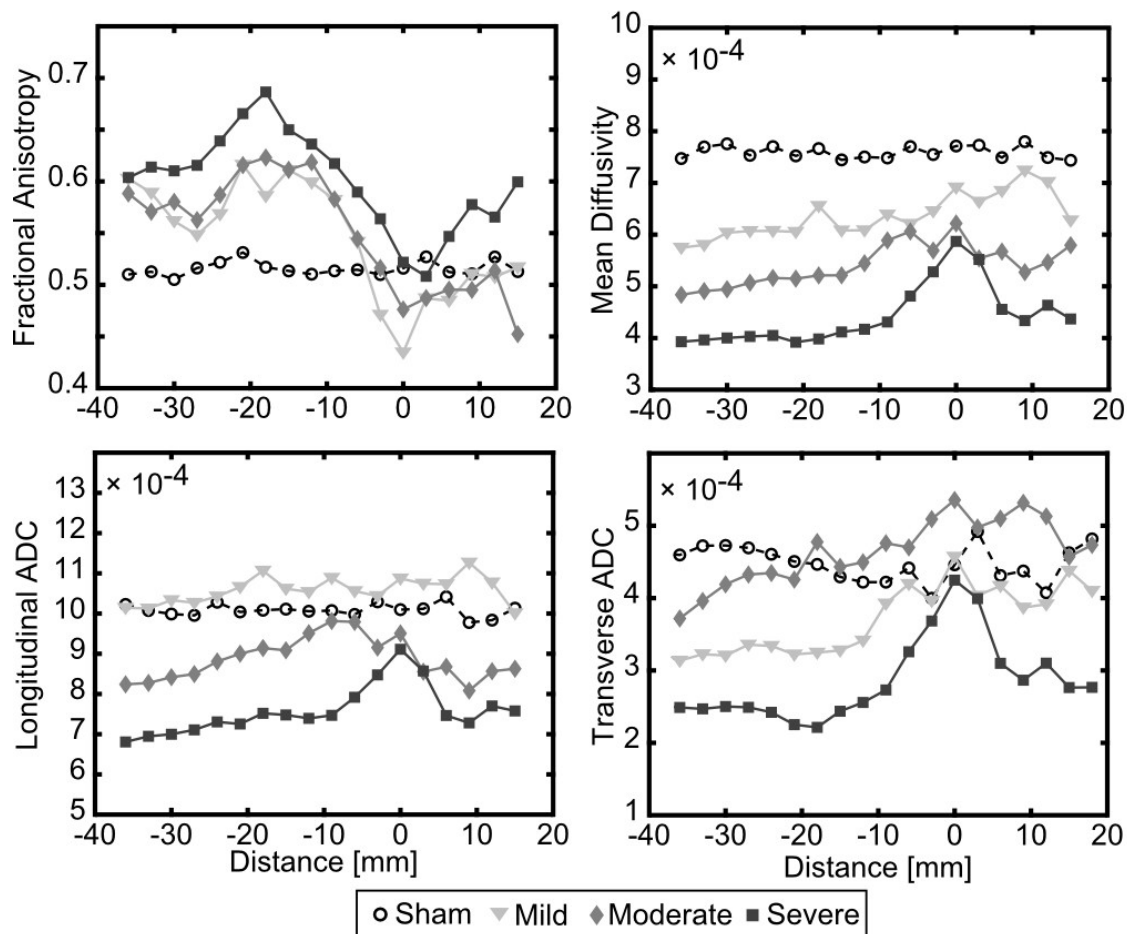 Fractional Anisotropy
0.7
0.6
0.5
0.4
-40 -30 -20 -10 0 10 20
Mean Diffusivity
× 10-4
10
9
8
7
6
5
4
3
-40 -30 -20 -10 0 10 20
Longitudinal ADC
× 10-4
13
12
11
10
9
8
7
6
5
-40 -30 -20 -10 0 10 20
Distance [mm]
Transverse ADC
× 10-4
5
4
3
2
1
-40 -30 -20 -10 0 10 20
Distance [mm]
Sham Mild Moderate Severe